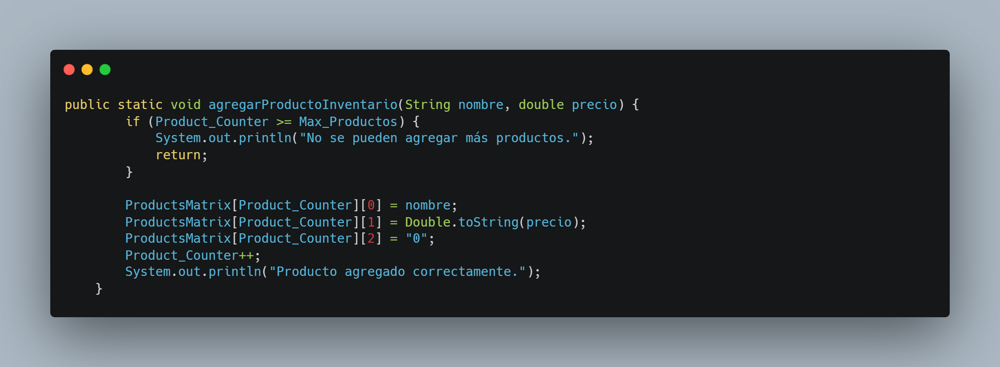 public static void agregarProductoInventario(String nombre, double precio) {
        if (Product_Counter >= Max_Productos) {
            System.out.println("No se pueden agregar más productos.");
            return;
        }

        ProductsMatrix[Product_Counter][0] = nombre;
        ProductsMatrix[Product_Counter][1] = Double.toString(precio);
        ProductsMatrix[Product_Counter][2] = "0";
        Product_Counter++;
        System.out.println("Producto agregado correctamente.");
    }